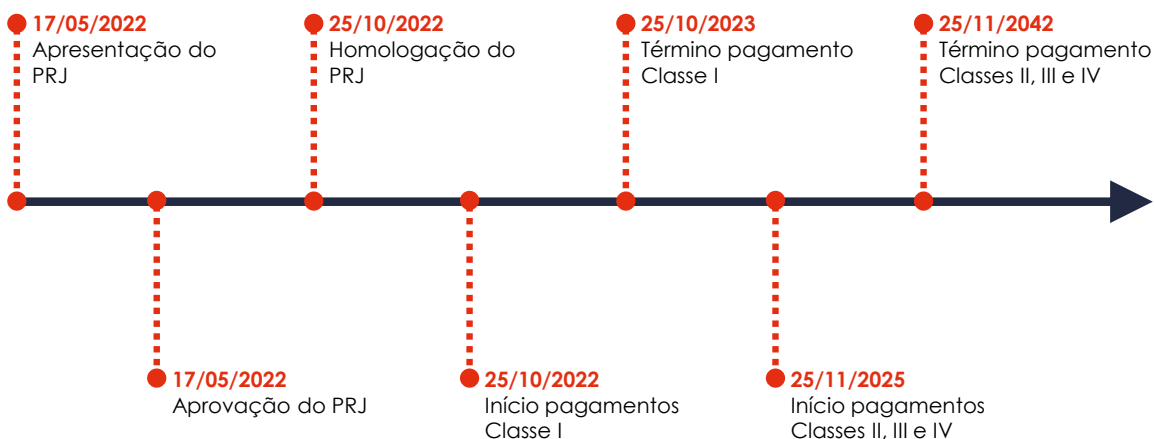 17/05/2022
Apresentação do
PRJ
25/10/2022
Homologação do
PRJ
25/10/2023
Término pagamento
Classe I
25/11/2042
Término pagamento
Classes II, III e IV
17/05/2022
Aprovação do PRJ
25/10/2022
Início pagamentos
Classe I
25/11/2025
Início pagamentos
Classes II, III e IV